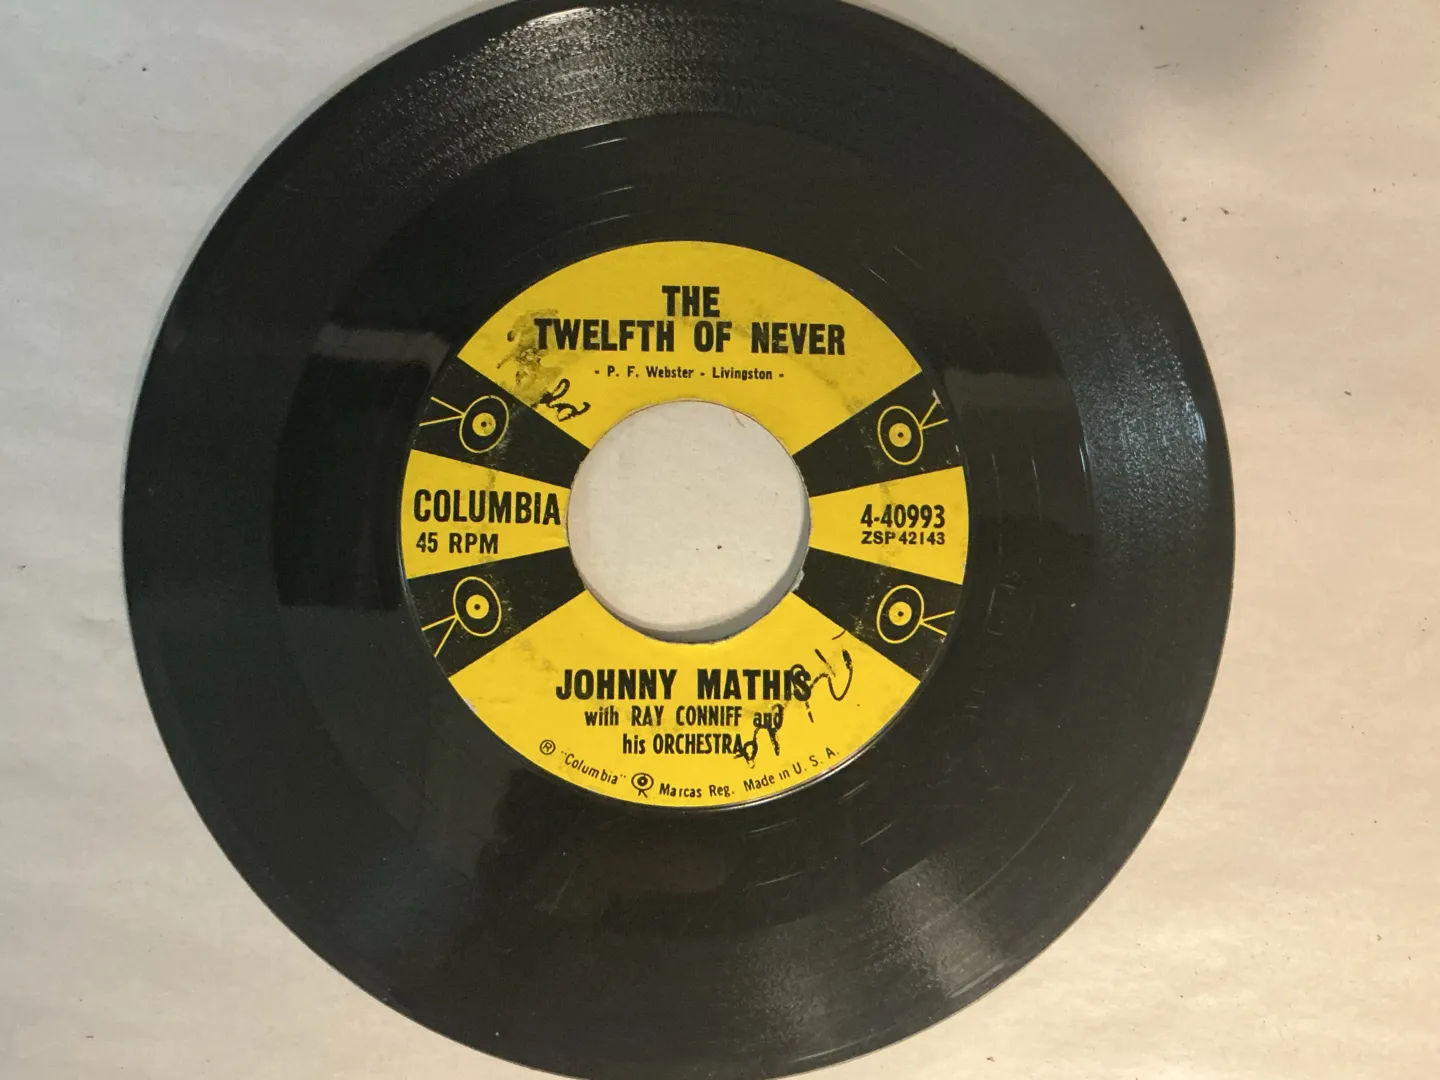 THE
TWELFTH OF NEVER
- P. F. Webster - Livingston -
COLUMBIA
45 RPM
4-40993
ZSP 42143
JOHNNY MATHIS
with RAY CONNIFF and
his ORCHESTRA
Ⓡ "Columbia" Marcas Reg. Made in U. S. A.